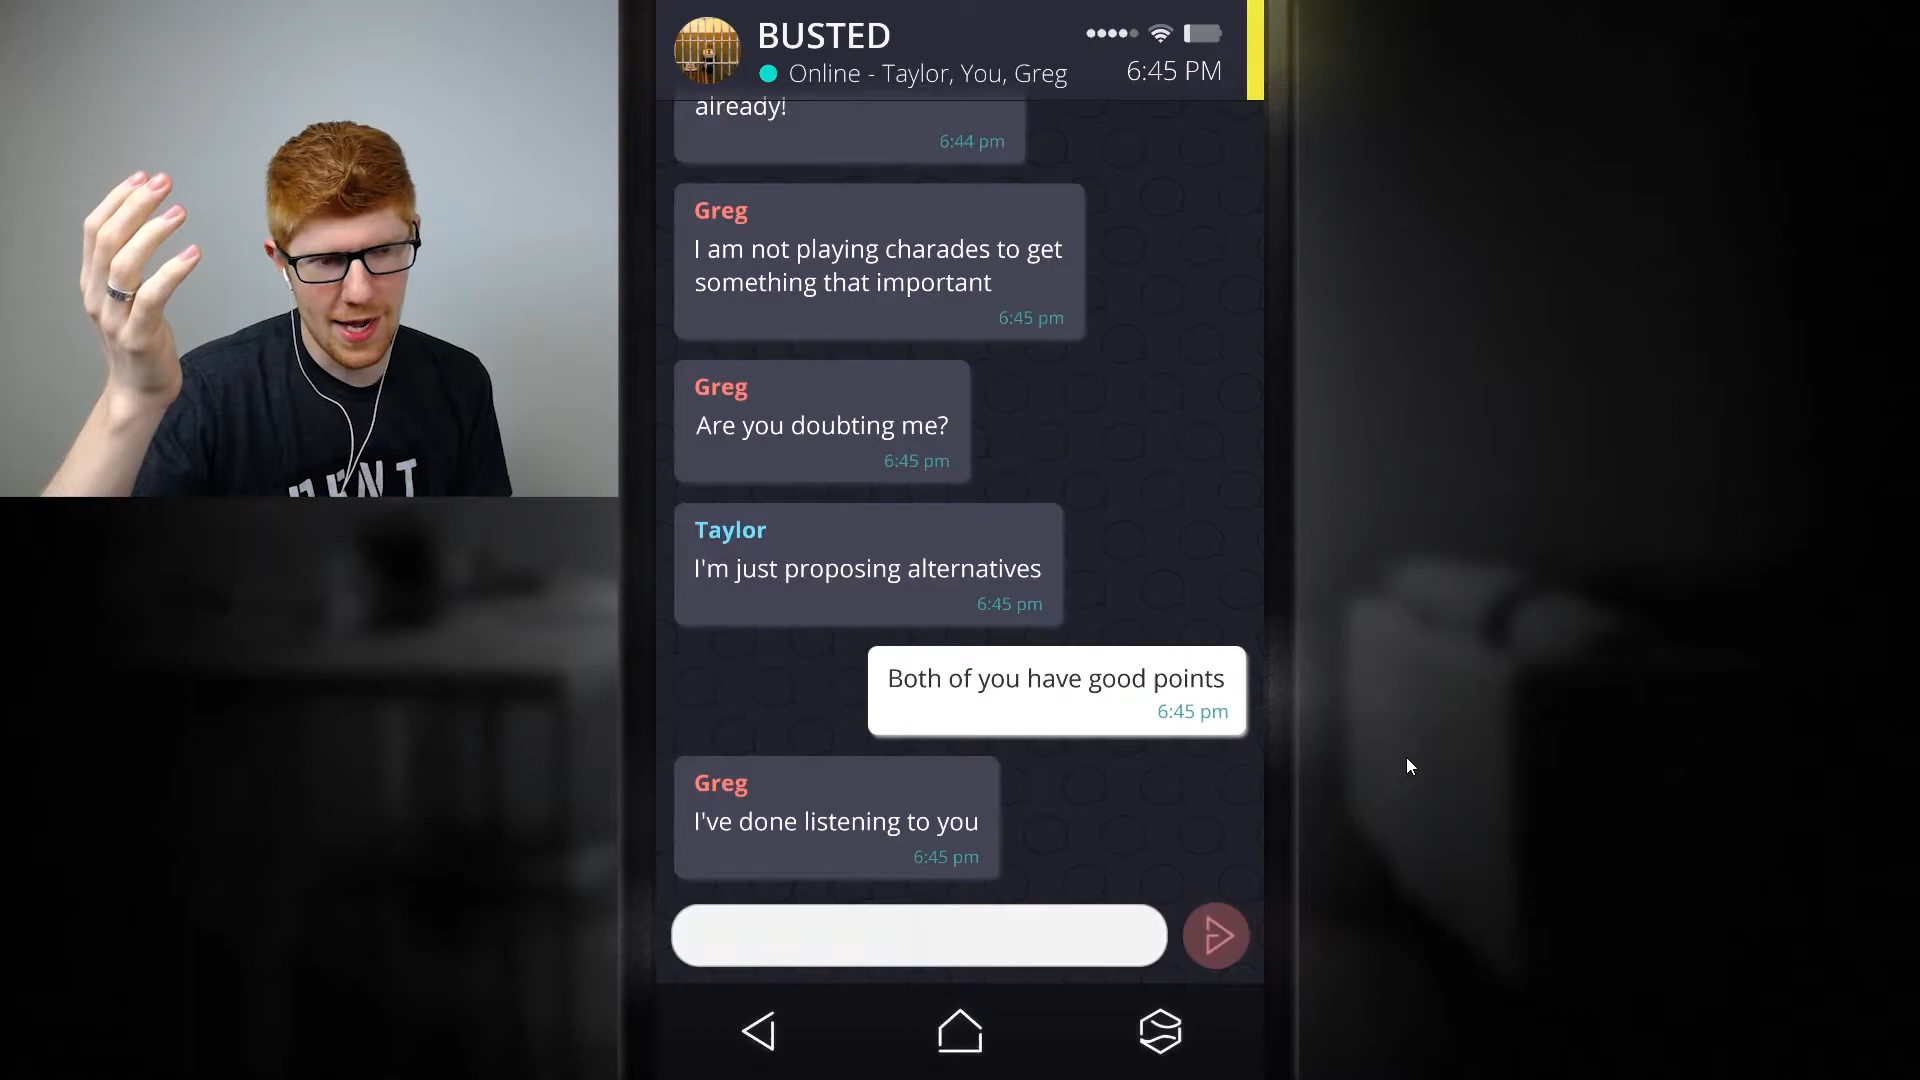 BUSTED
Online - Taylor, You, Greg
6:45 PM
already!
6:44 pm
Greg
I am not playing charades to get
something that important
6:45 pm
Greg
Are you doubting me?
6:45 pm
Taylor
I'm just proposing alternatives
6:45 pm
Both of you have good points
6:45 pm
Greg
I've done listening to you
6:45 pm